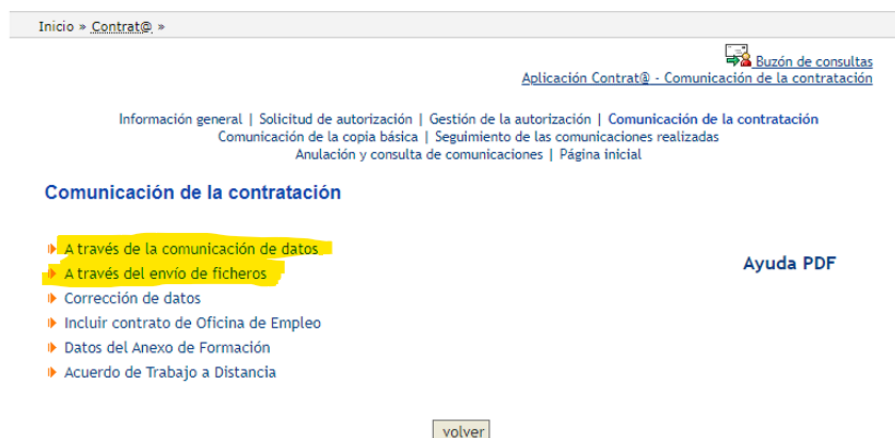 Inicio » Contrat@ »
Buzón de consultas
Aplicación Contrat@ - Comunicación de la contratación
Información general | Solicitud de autorización | Gestión de la autorización | Comunicación de la contratación
Comunicación de la copia básica | Seguimiento de las comunicaciones realizadas
Anulación y consulta de comunicaciones | Página inicial
Comunicación de la contratación
A través de la comunicación de datos
A través del envío de ficheros
Ayuda PDF
Corrección de datos
Incluir contrato de Oficina de Empleo
Datos del Anexo de Formación
Acuerdo de Trabajo a Distancia
volver